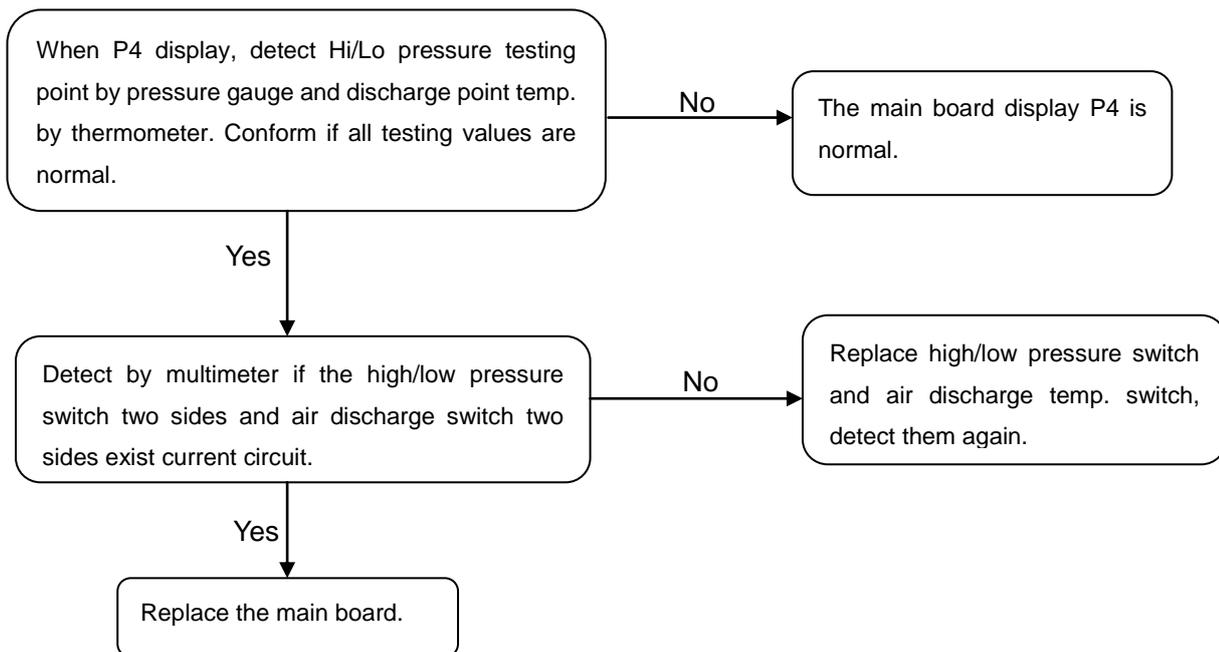 When P4 display, detect Hi/Lo pressure testing
point by pressure gauge and discharge point temp.
by thermometer. Conform if all testing values are
normal.
No
The main board display P4 is
normal.
Yes
Detect by multimeter if the high/low pressure
switch two sides and air discharge switch two
sides exist current circuit.
No
Replace high/low pressure switch
and air discharge temp. switch,
detect them again.
Yes
Replace the main board.